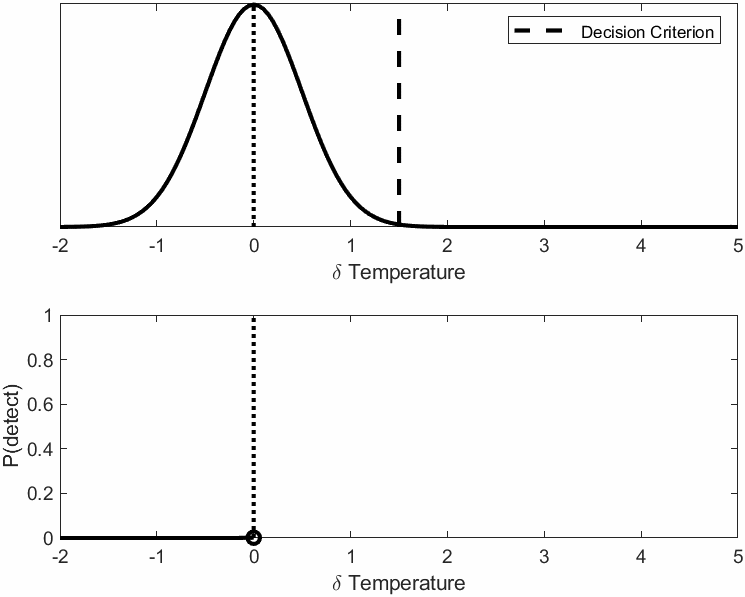 Decision Criterion
-2 -1 0 1 2 3 4 5
δ Temperature
1
0.8
0.6
0.4
0.2
0
P(detect)
-2 -1 0 1 2 3 4 5
δ Temperature